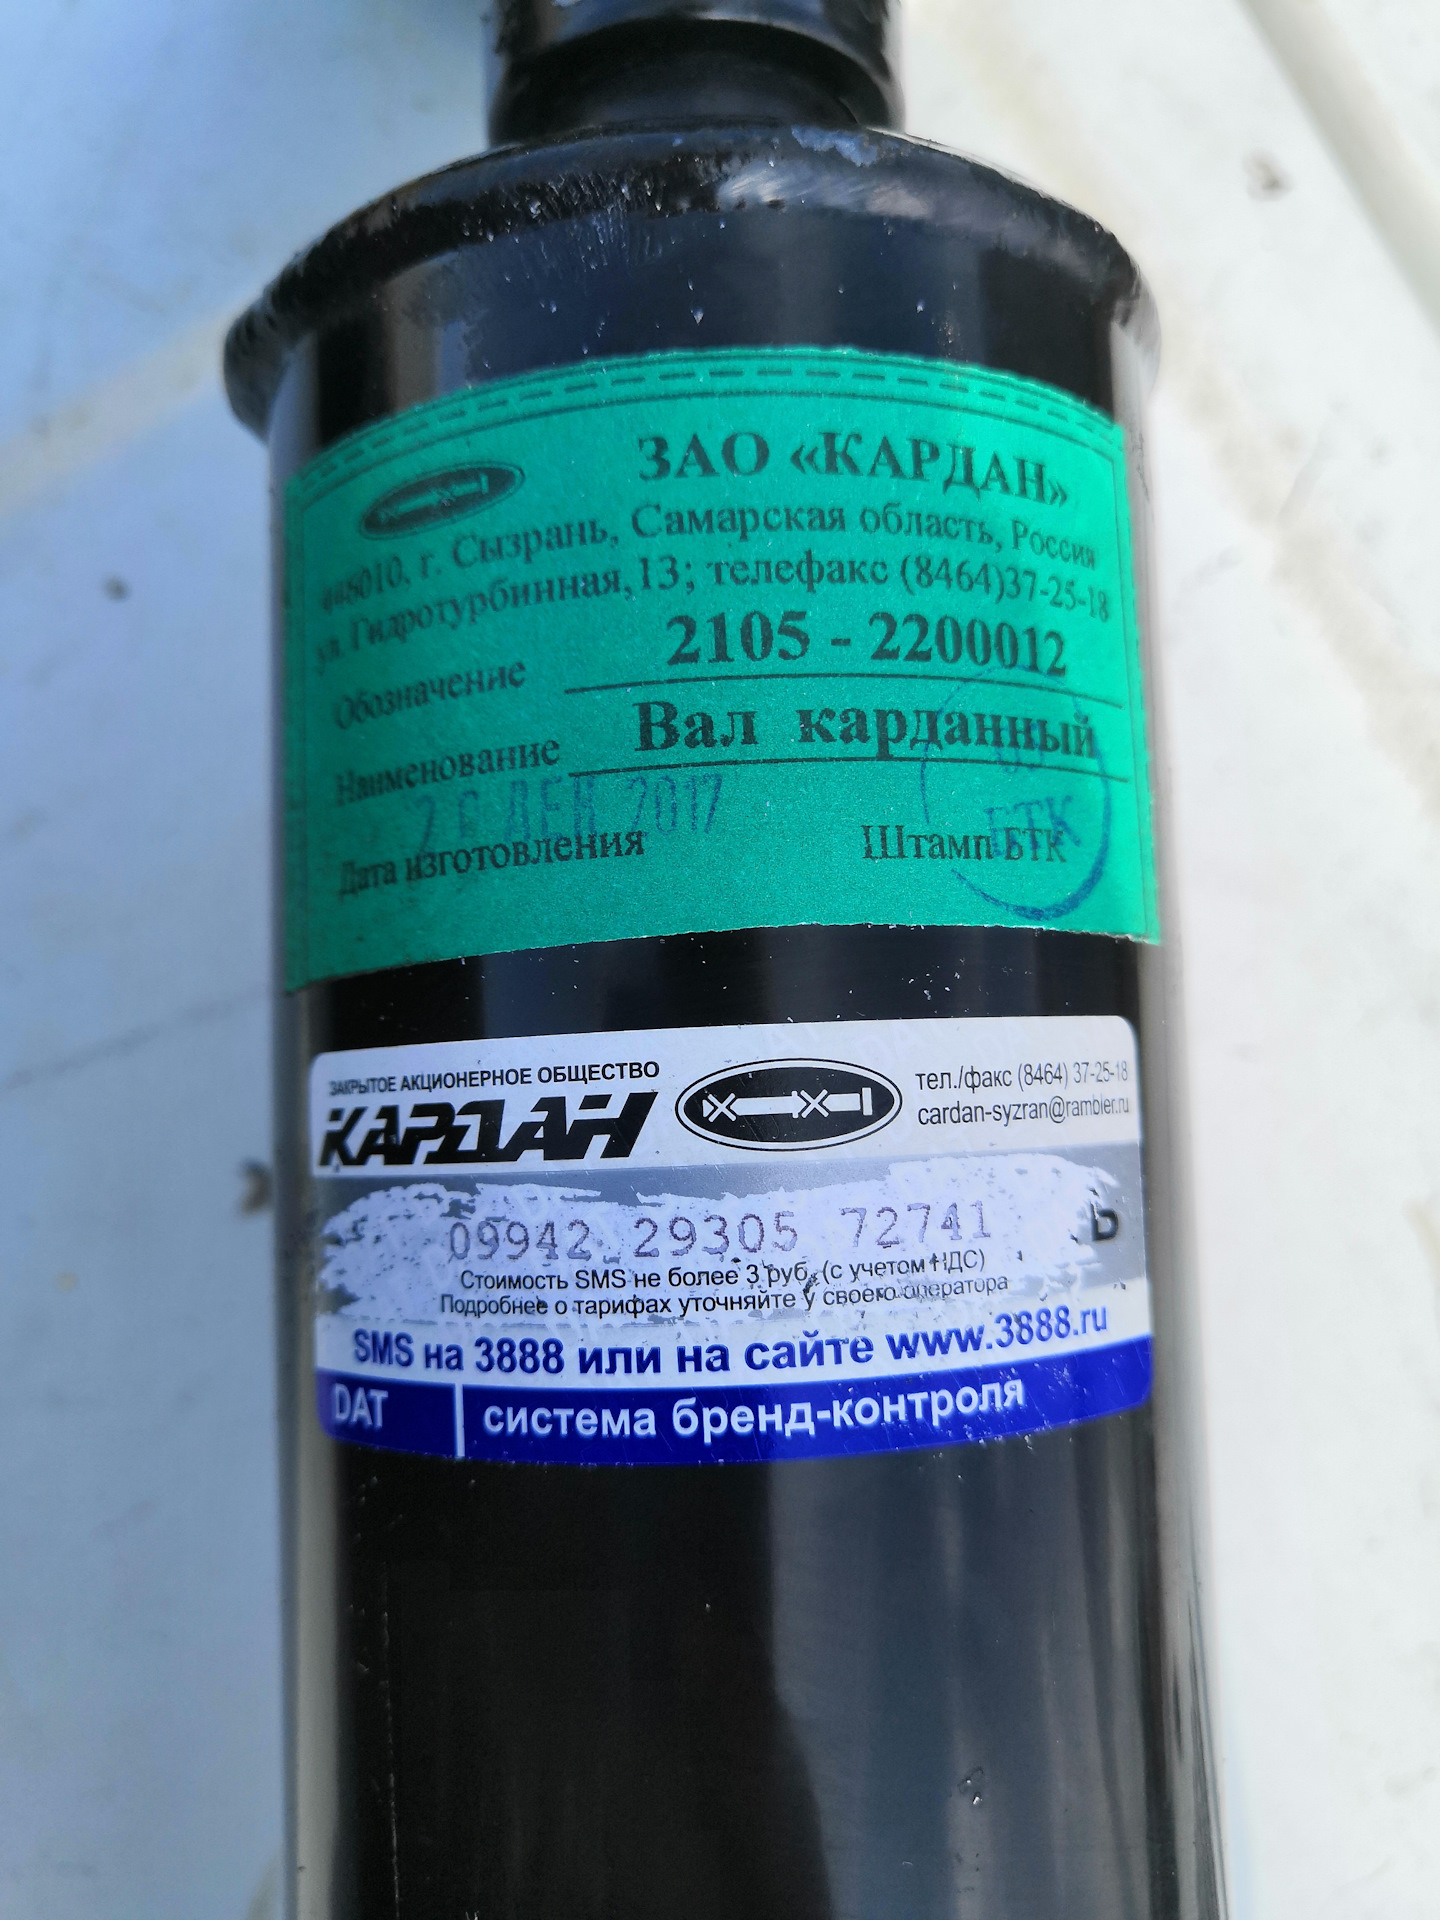 ЗАО «КАРДАН»
446010, г. Сызрань, Самарская область, Россия
ул. Гидротурбинная, 13; телефакс (8464)37-25-18
Обозначение 2105 - 2200012
Наименование Вал карданный
26 ДЕК 2017
Дата изготовления Штамп БТК
БТК
ЗАКРЫТОЕ АКЦИОНЕРНОЕ ОБЩЕСТВО
КАРДАН
тел./факс (8464) 37-25-18
cardan-syzran@rambler.ru
09942 29305 72741
Стоимость SMS не более 3 руб. (с учетом НДС)
Подробнее о тарифах уточняйте у своего оператора
SMS на 3888 или на сайте www.3888.ru
DAT система бренд-контроля